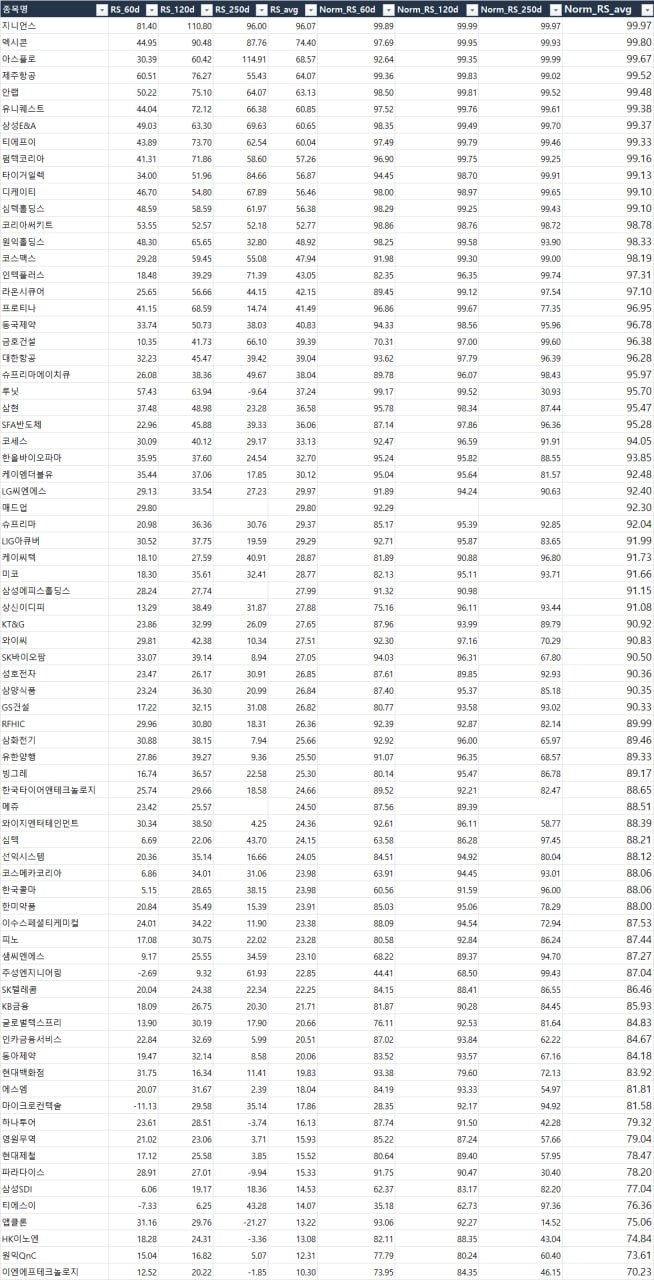 종목명 RS_60d RS_120d RS_250d RS_avg Norm_RS_60d Norm_RS_120d Norm_RS_250d Norm_RS_avg
지니언스 81.40 110.80 96.00 96.07 99.89 99.99 99.97 99.97
엑시콘 44.95 90.48 87.76 74.40 97.69 99.95 99.93 99.80
아스플로 30.39 60.42 114.91 68.57 92.64 99.35 99.99 99.67
제주항공 60.51 76.27 55.43 64.07 99.36 99.83 99.02 99.52
안랩 50.22 75.10 64.07 63.13 98.50 99.81 99.52 99.48
유니퀘스트 44.04 72.12 66.38 60.85 97.52 99.76 99.61 99.38
삼성E&A 49.03 63.30 69.63 60.65 98.35 99.49 99.70 99.37
티에프이 43.89 73.70 62.54 60.04 97.49 99.79 99.46 99.33
펌텍코리아 41.31 71.86 58.60 57.26 96.90 99.75 99.25 99.16
타이거일렉 34.00 51.96 84.66 56.87 94.45 98.70 99.91 99.13
디케이티 46.70 54.80 67.89 56.46 98.00 98.97 99.65 99.10
심텍홀딩스 48.59 58.59 61.97 56.38 98.29 99.25 99.43 99.10
코리아써키트 53.55 52.57 52.18 52.77 98.86 98.76 98.72 98.78
원익홀딩스 48.30 65.65 32.80 48.92 98.25 99.58 93.90 98.33
코스맥스 29.28 59.45 55.08 47.94 91.98 99.30 99.00 98.19
인텍플러스 18.48 39.29 71.39 43.05 82.35 96.35 99.74 97.31
라온시큐어 25.65 56.66 44.15 42.15 89.45 99.12 97.54 97.10
프로티나 41.15 68.59 14.74 41.49 96.86 99.67 77.35 96.95
동국제약 33.74 50.73 38.03 40.83 94.33 98.56 95.96 96.78
금호건설 10.35 41.73 66.10 39.39 70.31 97.00 99.60 96.38
대한항공 32.23 45.47 39.42 39.04 93.62 97.79 96.39 96.28
슈프리마에이치큐 26.08 38.36 49.67 38.04 89.78 96.07 98.43 95.97
루닛 57.43 63.94 -9.64 37.24 99.17 99.52 30.93 95.70
삼현 37.48 48.98 23.28 36.58 95.78 98.34 87.44 95.47
SFA반도체 22.96 45.88 39.33 36.06 87.14 97.86 96.36 95.28
코세스 30.09 40.12 29.17 33.13 92.47 96.59 91.91 94.05
한올바이오파마 35.95 37.60 24.54 32.70 95.24 95.82 88.55 93.85
케이엠더블유 35.44 37.06 17.85 30.12 95.04 95.64 81.57 92.48
LG씨엔에스 29.13 33.54 27.23 29.97 91.89 94.24 90.63 92.40
매드업 29.80 29.80 92.29 92.30
슈프리마 20.98 36.36 30.76 29.37 85.17 95.39 92.85 92.04
LIG아큐버 30.52 37.75 19.59 29.29 92.71 95.87 83.65 91.99
케이씨텍 18.10 27.59 40.91 28.87 81.89 90.88 96.80 91.73
미코 18.30 35.61 32.41 28.77 82.13 95.11 93.71 91.66
삼성에피스홀딩스 28.24 27.74 27.99 91.32 90.98 91.15
상신이디피 13.29 38.49 31.87 27.88 75.16 96.11 93.44 91.08
KT&G 23.86 32.99 26.09 27.65 87.96 93.99 89.79 90.92
와이씨 29.81 42.38 10.34 27.51 92.30 97.16 70.29 90.83
SK바이오팜 33.07 39.14 8.94 27.05 94.03 96.31 67.80 90.50
성호전자 23.47 26.17 30.91 26.85 87.61 89.85 92.93 90.36
삼양식품 23.24 36.30 20.99 26.84 87.40 95.37 85.18 90.35
GS건설 17.22 32.15 31.08 26.82 80.77 93.58 93.02 90.33
RFHIC 29.96 30.80 18.31 26.36 92.39 92.87 82.14 89.99
삼화전기 30.88 38.15 7.94 25.66 92.92 96.00 65.97 89.46
유한양행 27.86 39.27 9.36 25.50 91.07 96.35 68.57 89.33
빙그레 16.74 36.57 22.58 25.30 80.14 95.47 86.78 89.17
한국타이어앤테크놀로지 25.74 29.66 18.58 24.66 89.52 92.21 82.47 88.65
메쥬 23.42 25.57 24.50 87.56 89.39 88.51
와이지엔터테인먼트 30.34 38.50 4.25 24.36 92.61 96.11 58.77 88.39
심텍 6.69 22.06 43.70 24.15 63.58 86.28 97.45 88.21
선익시스템 20.36 35.14 16.66 24.05 84.51 94.92 80.04 88.12
코스메카코리아 6.86 34.01 31.06 23.98 63.91 94.45 93.01 88.06
한국콜마 5.15 28.65 38.15 23.98 60.56 91.59 96.00 88.06
한미약품 20.84 35.49 15.39 23.91 85.03 95.06 78.29 88.00
이수스페셜티케미컬 24.01 34.22 11.90 23.38 88.09 94.54 72.94 87.53
피노 17.08 30.75 22.02 23.28 80.58 92.84 86.24 87.44
샘씨엔에스 9.17 25.55 34.59 23.10 68.22 89.37 94.70 87.27
주성엔지니어링 -2.69 9.32 61.93 22.85 44.41 68.50 99.43 87.04
SK텔레콤 20.04 24.38 22.34 22.25 84.15 88.41 86.55 86.46
KB금융 18.09 26.75 20.30 21.71 81.87 90.28 84.45 85.93
글로벌텍스프리 13.90 30.19 17.90 20.66 76.11 92.53 81.64 84.83
인카금융서비스 22.84 32.69 5.99 20.51 87.02 93.84 62.22 84.67
동아제약 19.47 32.14 8.58 20.06 83.52 93.57 67.16 84.18
현대백화점 31.75 16.34 11.41 19.83 93.38 79.60 72.13 83.92
에스엠 20.07 31.67 2.39 18.04 84.19 93.33 54.97 81.81
마이크로컨텍솔 -11.13 29.58 35.14 17.86 28.35 92.17 94.92 81.58
하나투어 23.61 28.51 -3.74 16.13 87.74 91.50 42.28 79.32
영원무역 21.02 23.06 3.71 15.93 85.22 87.24 57.66 79.04
현대제철 17.12 25.58 3.85 15.52 80.64 89.40 57.95 78.47
파라다이스 28.91 27.01 -9.94 15.33 91.75 90.47 30.40 78.20
삼성SDI 6.06 19.17 18.36 14.53 62.37 83.17 82.20 77.04
티에스이 -7.33 6.25 43.28 14.07 35.18 62.73 97.36 76.36
앱클론 31.16 29.76 -21.27 13.22 93.06 92.27 14.52 75.06
HK이노엔 18.28 24.31 -3.36 13.08 82.11 88.35 43.04 74.84
원익QnC 15.04 16.82 5.07 12.31 77.79 80.24 60.40 73.61
이엔에프테크놀로지 12.52 20.22 -1.85 10.30 73.95 84.35 46.15 70.23